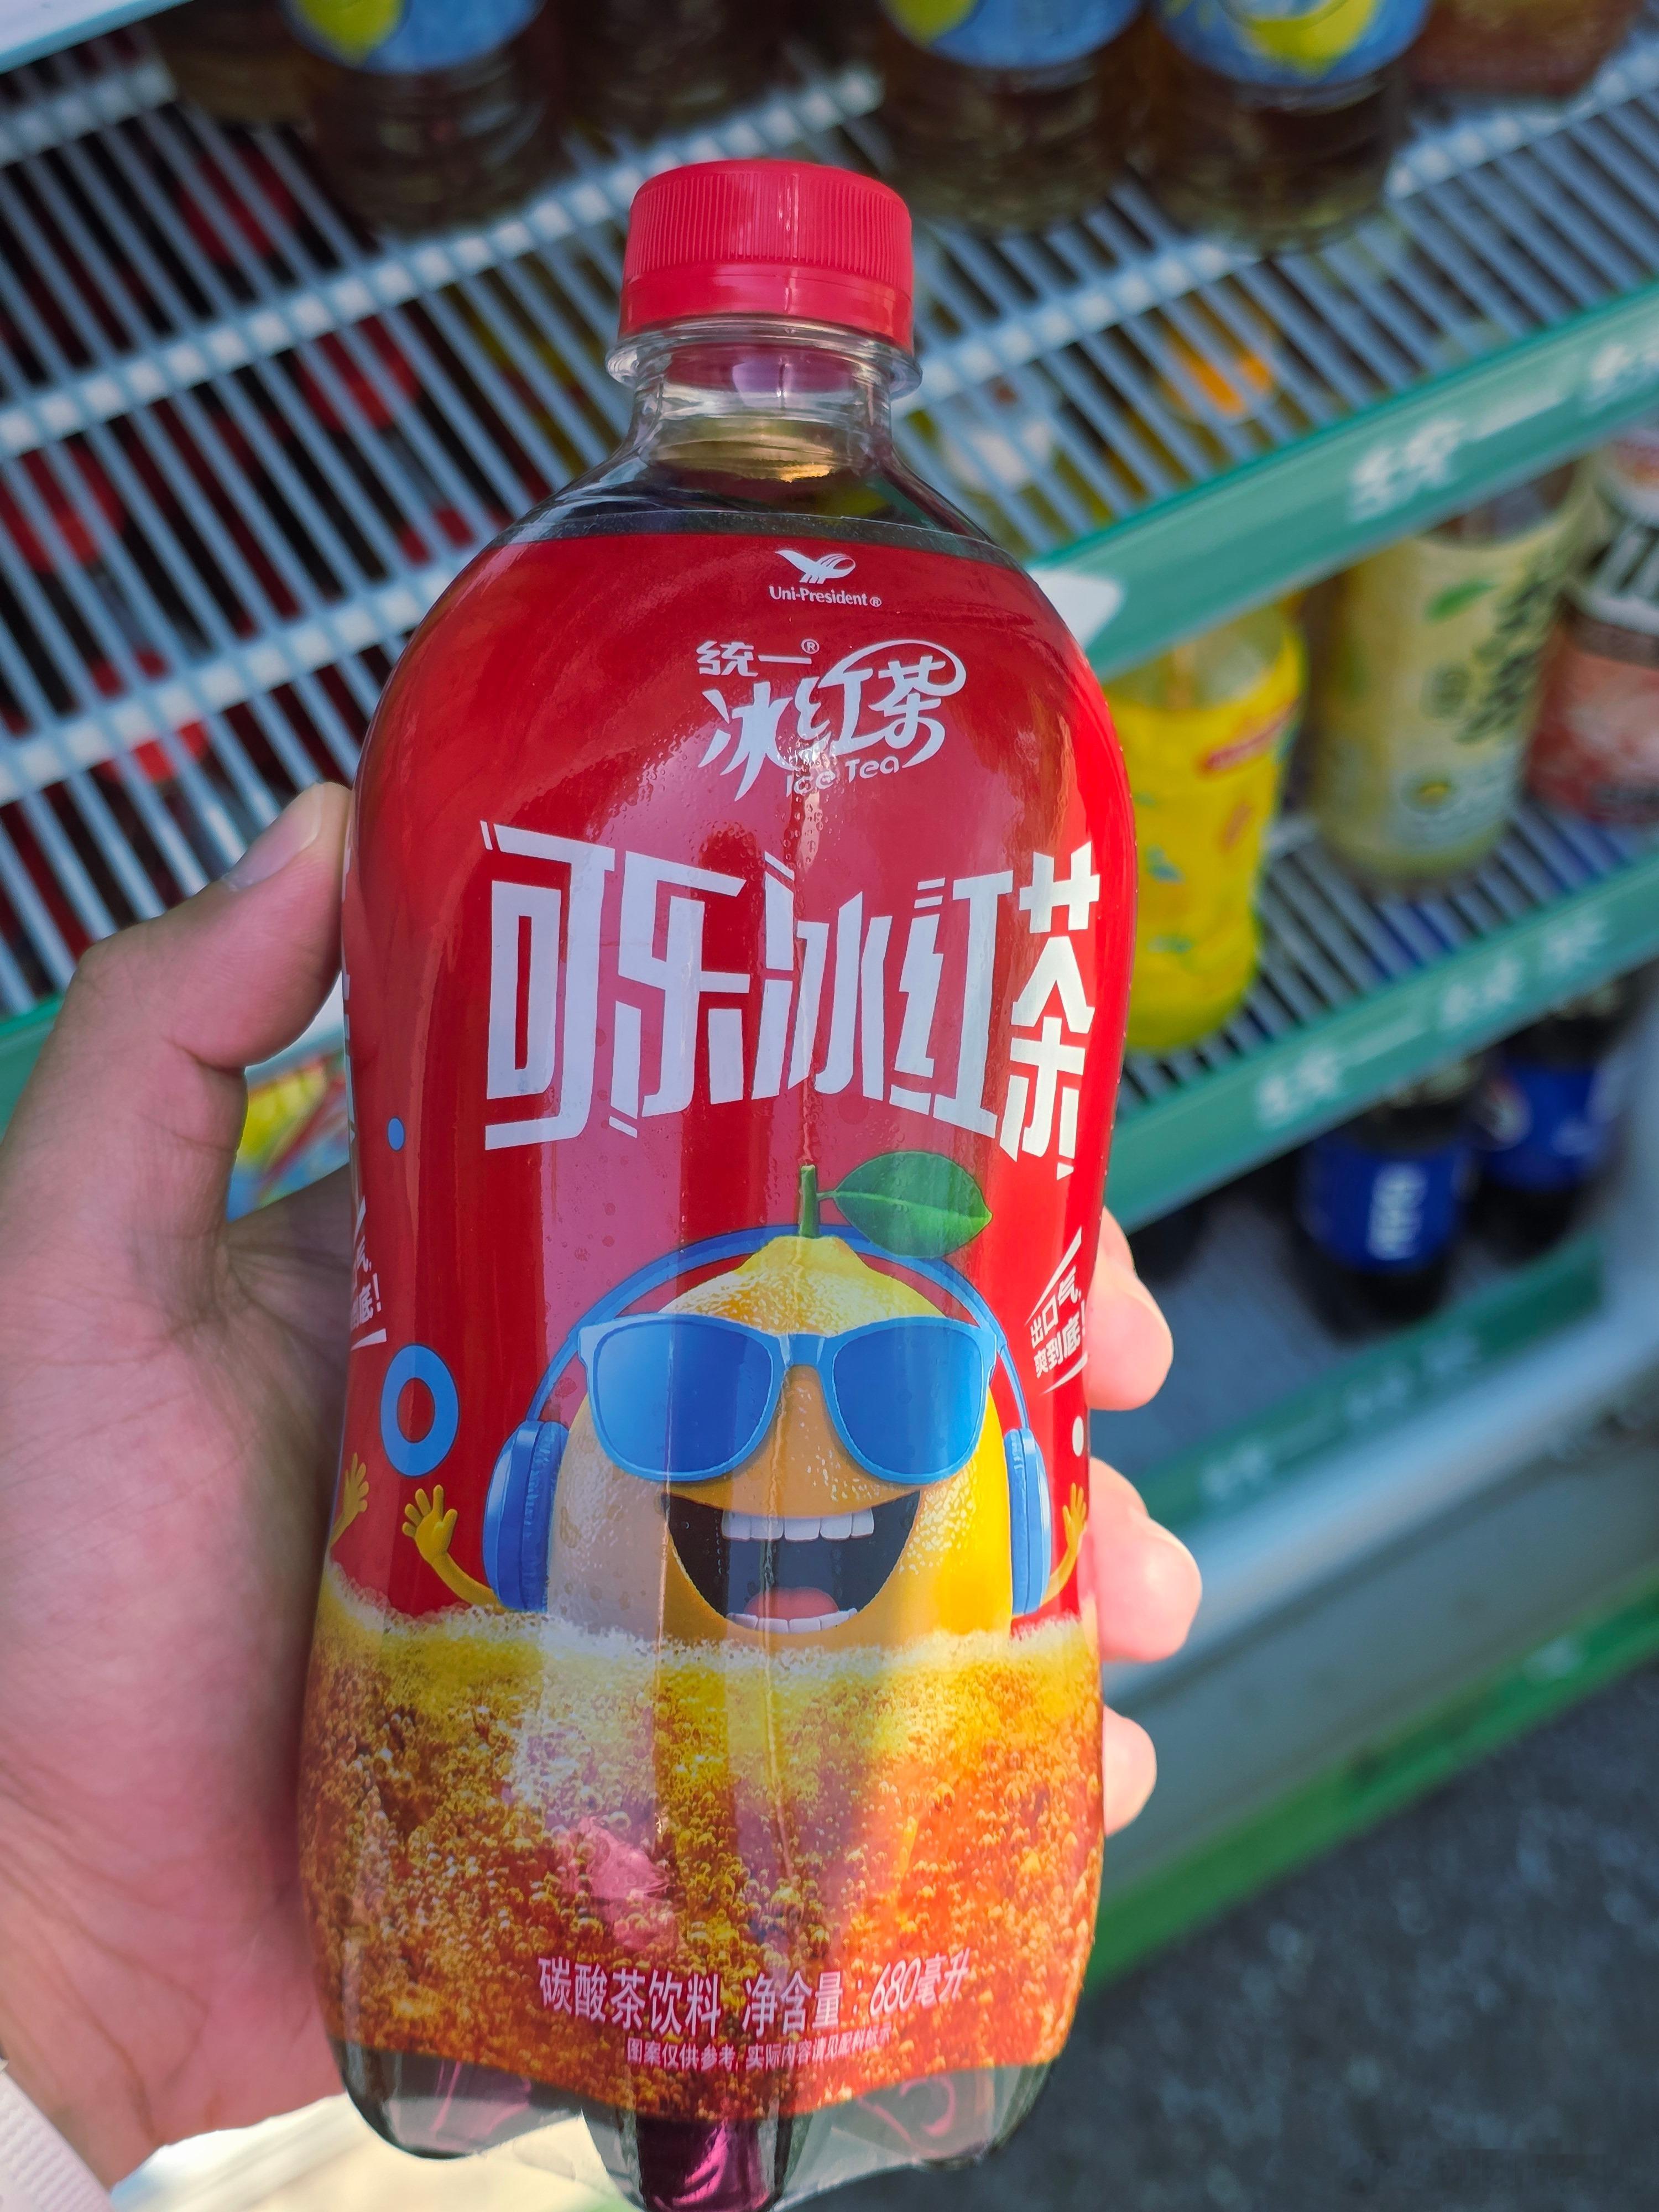 Uni-President®
统一®
冰红茶
Ice Tea
可乐冰红茶
出口气,
爽到底!
碳酸茶饮料 净含量:680毫升
图案仅供参考,实际内容请见配料标示